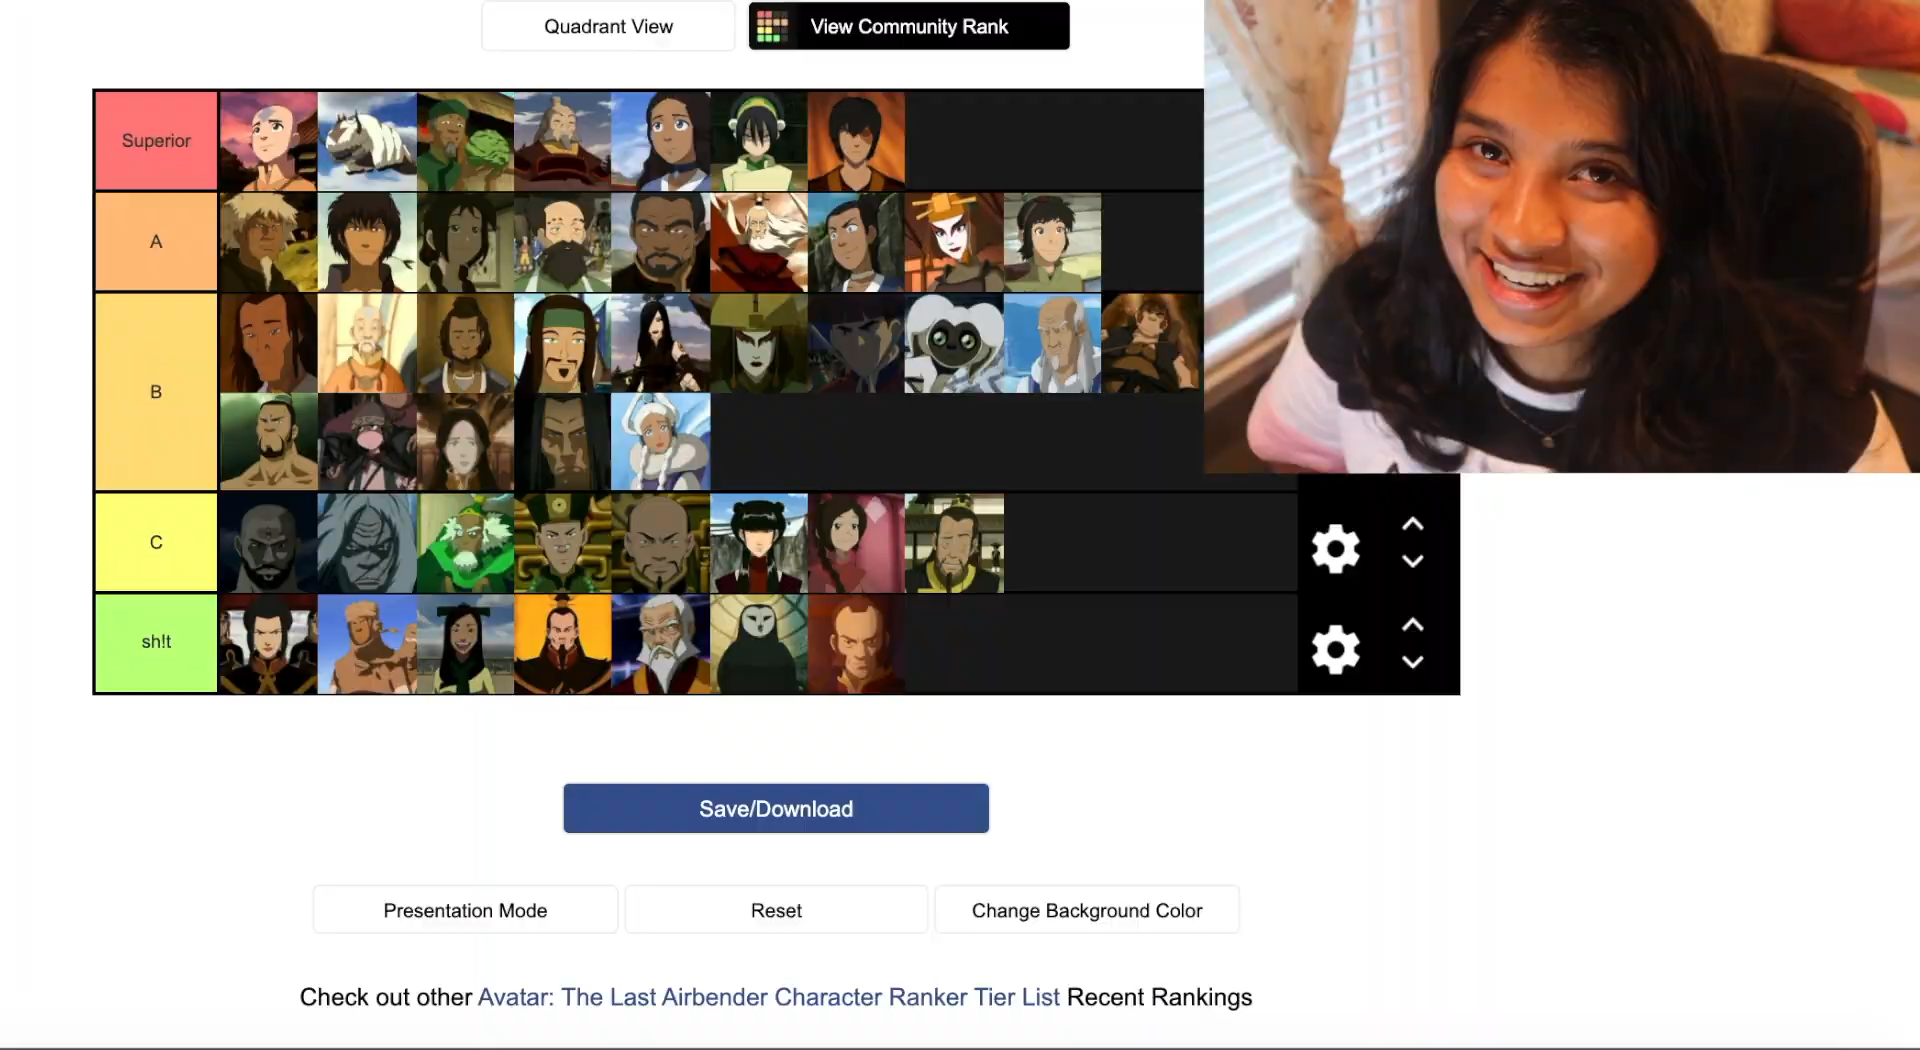 Quadrant View
View Community Rank
Superior
A
B
C
sh!t
Save/Download
Presentation Mode
Reset
Change Background Color
Check out other Avatar: The Last Airbender Character Ranker Tier List Recent Rankings